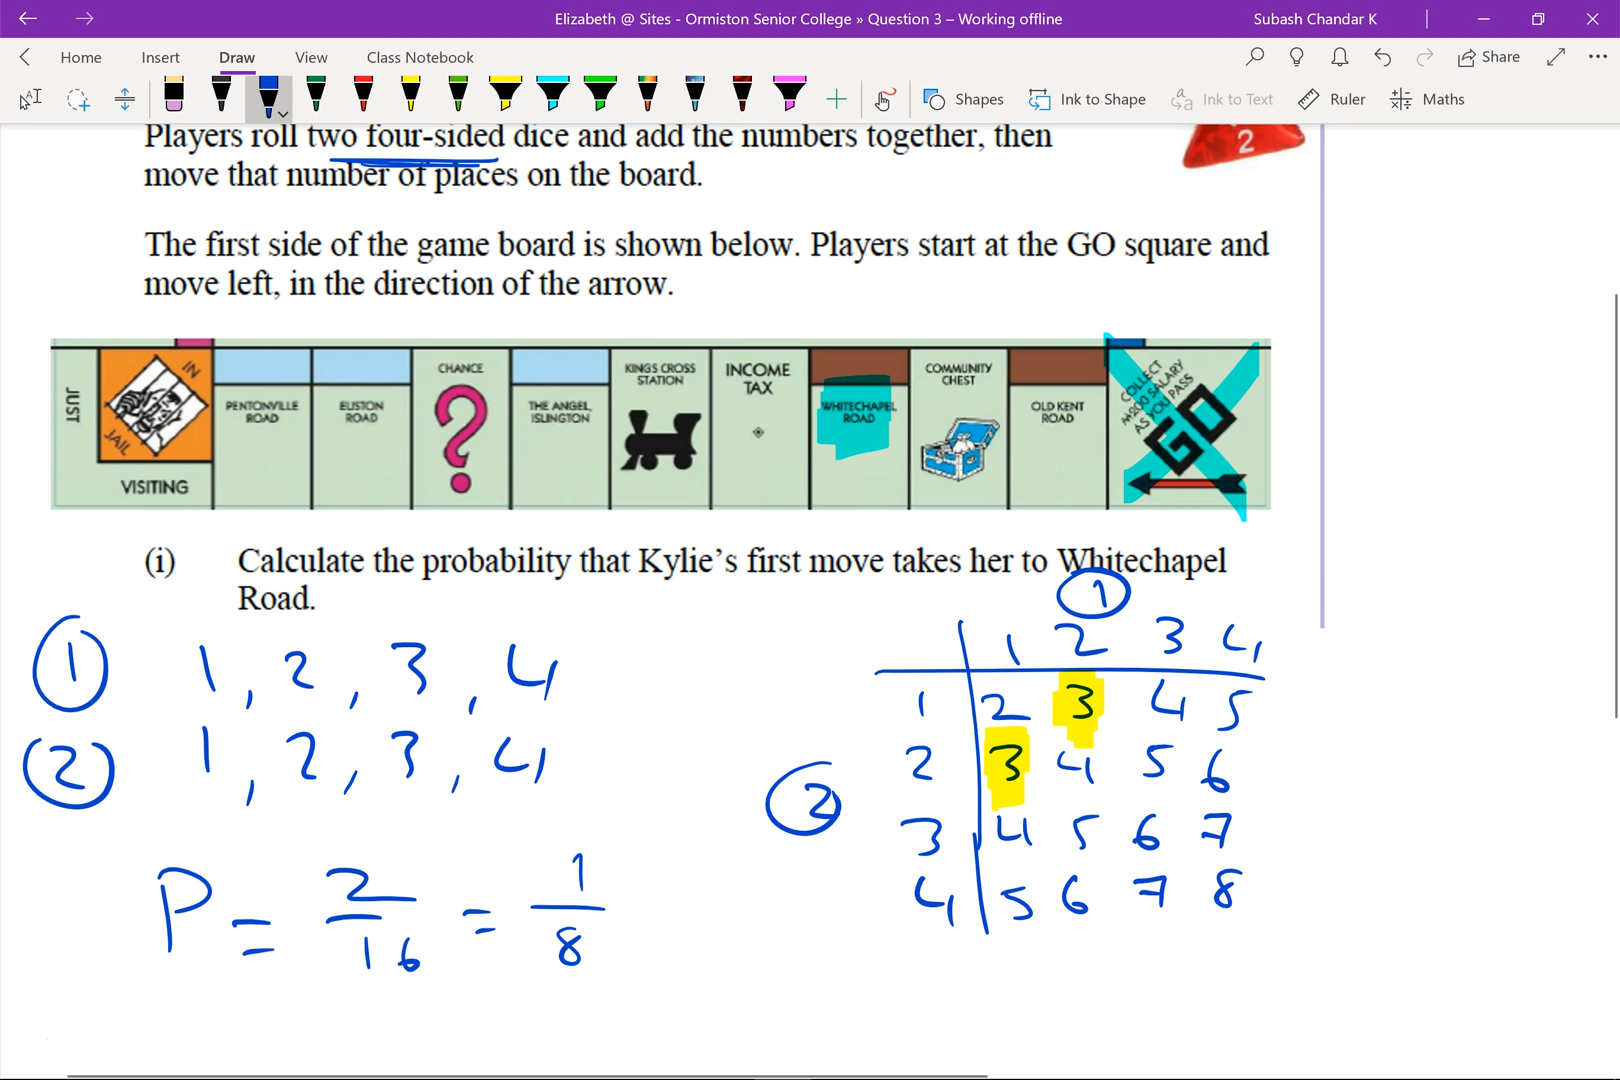 Elizabeth @ Sites - Ormiston Senior College » Question 3 – Working offline
Subash Chandar K
Home Insert Draw View Class Notebook
Share
Shapes Ink to Shape Ink to Text Ruler Maths
Players roll two four-sided dice and add the numbers together, then
move that number of places on the board.
2
The first side of the game board is shown below. Players start at the GO square and
move left, in the direction of the arrow.
JUST
IN
JAIL
VISITING
PENTONVILLE
ROAD
EUSTON
ROAD
CHANCE
?
THE ANGEL,
ISLINGTON
KINGS CROSS
STATION
INCOME
TAX
WHITECHAPEL
ROAD
COMMUNITY
CHEST
OLD KENT
ROAD
COLLECT
200 SALARY
AS YOU PASS
GO
(i) Calculate the probability that Kylie’s first move takes her to Whitechapel
Road.
1 1, 2, 3, 4
2 1, 2, 3, 4
P = 2/16 = 1/8
1
1 2 3 4
1 2 3 4 5
2 3 4 5 6
2
3 4 5 6 7
4 5 6 7 8